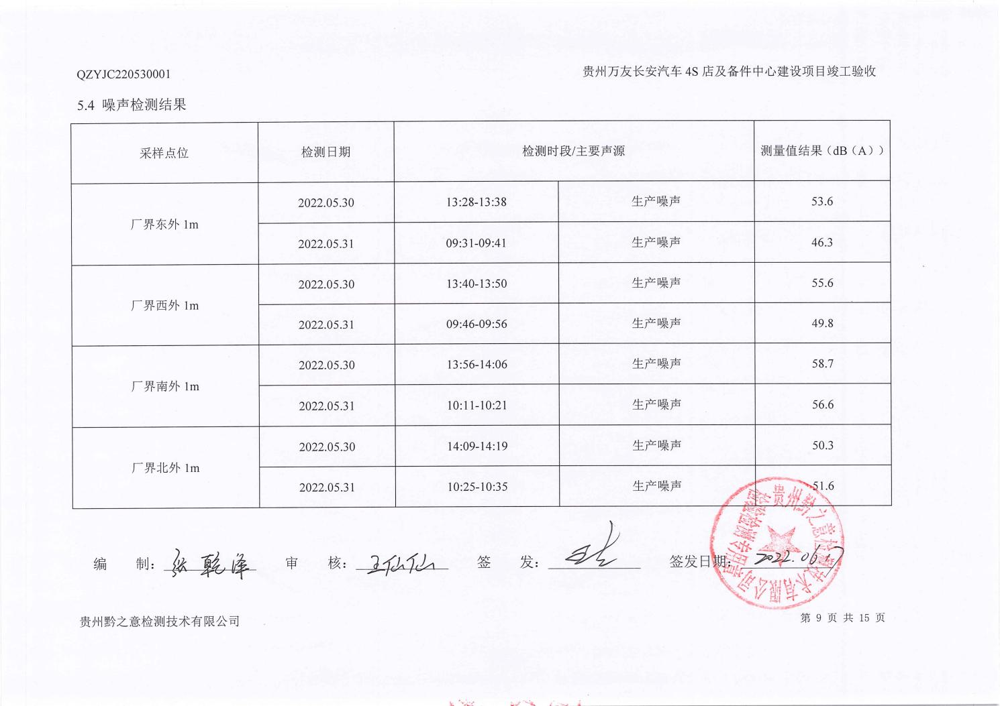 QZYJC220530001
贵州万友长安汽车 4S 店及备件中心建设项目竣工验收
5.4 噪声检测结果
采样点位 检测日期 检测时段/主要声源 测量值结果（dB（A））
厂界东外 1m
2022.05.30 13:28-13:38 生产噪声 53.6
2022.05.31 09:31-09:41 生产噪声 46.3
厂界西外 1m
2022.05.30 13:40-13:50 生产噪声 55.6
2022.05.31 09:46-09:56 生产噪声 49.8
厂界南外 1m
2022.05.30 13:56-14:06 生产噪声 58.7
2022.05.31 10:11-10:21 生产噪声 56.6
厂界北外 1m
2022.05.30 14:09-14:19 生产噪声 50.3
2022.05.31 10:25-10:35 生产噪声 51.6
编 制：张乾泽 审 核：王仙仙 签 发： 签发日期：
贵州黔之意检测技术有限公司
检验检测专用章
贵州黔之意检测技术有限公司
第 9 页 共 15 页